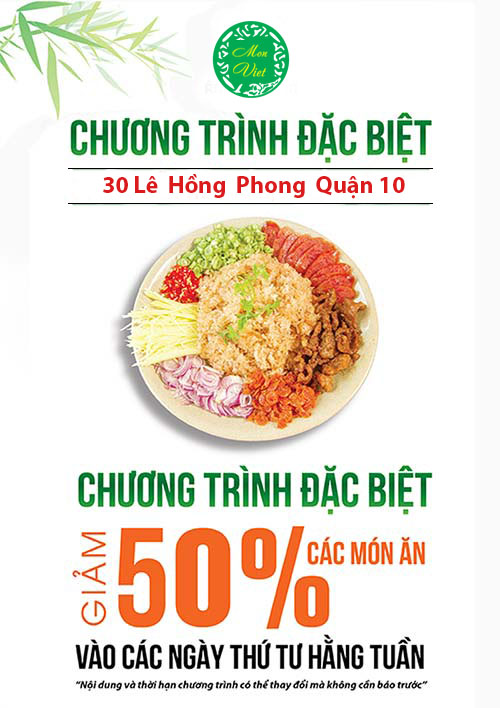 Mon
Việt
CHƯƠNG TRÌNH ĐẶC BIỆT
30 Lê Hồng Phong Quận 10
CHƯƠNG TRÌNH ĐẶC BIỆT
GIẢM 50% CÁC MÓN ĂN
VÀO CÁC NGÀY THỨ TƯ HẰNG TUẦN
"Nội dung và thời hạn chương trình có thể thay đổi mà không cần báo trước"